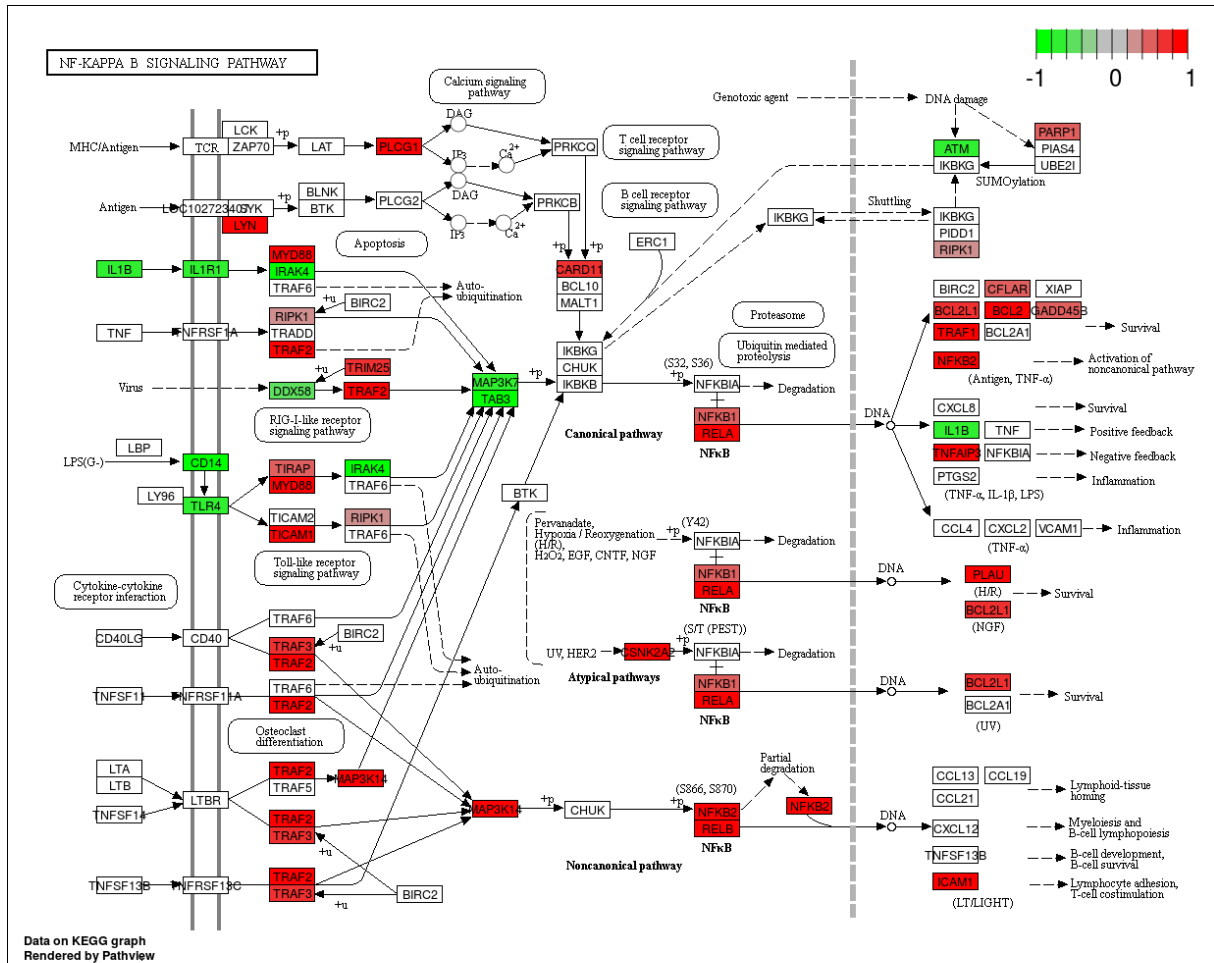 NF-KAPPA B SIGNALING PATHWAY
-1 0 1
Calcium signaling
pathway
Genotoxic agent
DNA damage
DAG
LCK
ZAP70
+p
MHC/Antigen
TCR
LAT
PLCG1
IP3
Ca2+
PRKCQ
T cell receptor
signaling pathway
ATM
IKBKG
PARP1
PIAS4
UBE2I
SUMOylation
Antigen
LOC102723407
SYK
LYN
+p
BLNK
BTK
PLCG2
DAG
IP3
Ca2+
PRKCB
B cell receptor
signaling pathway
IKBKG
Shuttling
IKBKG
PIDD1
RIPK1
Apoptosis
+p
+p
ERC1
IL1B
IL1R1
MYD88
IRAK4
TRAF6
Auto-
ubiquitination
CARD11
BCL10
MALT1
TNF
TNFRSF1A
+u
BIRC2
RIPK1
TRADD
TRAF2
Proteasome
Ubiquitin mediated
proteolysis
BIRC2
CFLAR
XIAP
BCL2L1
BCL2
GADD45B
TRAF1
BCL2A1
Survival
Virus
DDX58
+u
TRIM25
TRAF2
MAP3K7
TAB3
+p
IKBKG
CHUK
IKBKB
(S32, S36)
+p
NFKBIA
Degradation
NFKB1
RELA
NFκB
Canonical pathway
DNA
NFKB2
Activation of
noncanonical pathway
(Antigen, TNF-α)
RIG-I-like receptor
signaling pathway
CXCL8
Survival
IL1B
TNF
Positive feedback
TNFAIP3
NFKBIA
Negative feedback
PTGS2
Inflammation
(TNF-α, IL-1β, LPS)
LPS(G-)
LBP
CD14
LY96
TLR4
TIRAP
MYD88
IRAK4
TRAF6
TICAM2
TICAM1
RIPK1
TRAF6
BTK
CCL4
CXCL2
VCAM1
Inflammation
(TNF-α)
Toll-like receptor
signaling pathway
Pervanadate,
Hypoxia / Reoxygenation
(H/R),
H2O2, EGF, CNTF, NGF
(Y42)
+p
NFKBIA
Degradation
NFKB1
RELA
NFκB
DNA
PLAU
(H/R)
BCL2L1
(NGF)
Survival
Cytokine-cytokine
receptor interaction
CD40LG
CD40
TRAF6
BIRC2
+u
TRAF3
TRAF2
UV, HER2
CSNK2A2
(S/T (PEST))
+p
NFKBIA
Degradation
Atypical pathways
NFKB1
RELA
NFκB
DNA
BCL2L1
BCL2A1
(UV)
Survival
TNFSF11
TNFRSF11A
TRAF6
TRAF2
Auto-
ubiquitination
Osteoclast
differentiation
LTA
LTB
TNFSF14
LTBR
TRAF2
TRAF5
MAP3K14
TRAF2
TRAF3
+u
MAP3K14
+p
CHUK
(S866, S870)
+p
NFKB2
RELB
NFκB
Partial
degradation
NFKB2
DNA
Noncanonical pathway
CCL13
CCL19
CCL21
Lymphoid-tissue
homing
CXCL12
Myeloiesis and
B-cell lymphopoiesis
TNFSF13B
B-cell development,
B-cell survival
ICAM1
Lymphocyte adhesion,
T-cell costimulation
(LT/LIGHT)
TNFSF13B
TNFRSF13C
TRAF2
TRAF3
+u
BIRC2
Data on KEGG graph
Rendered by Pathview